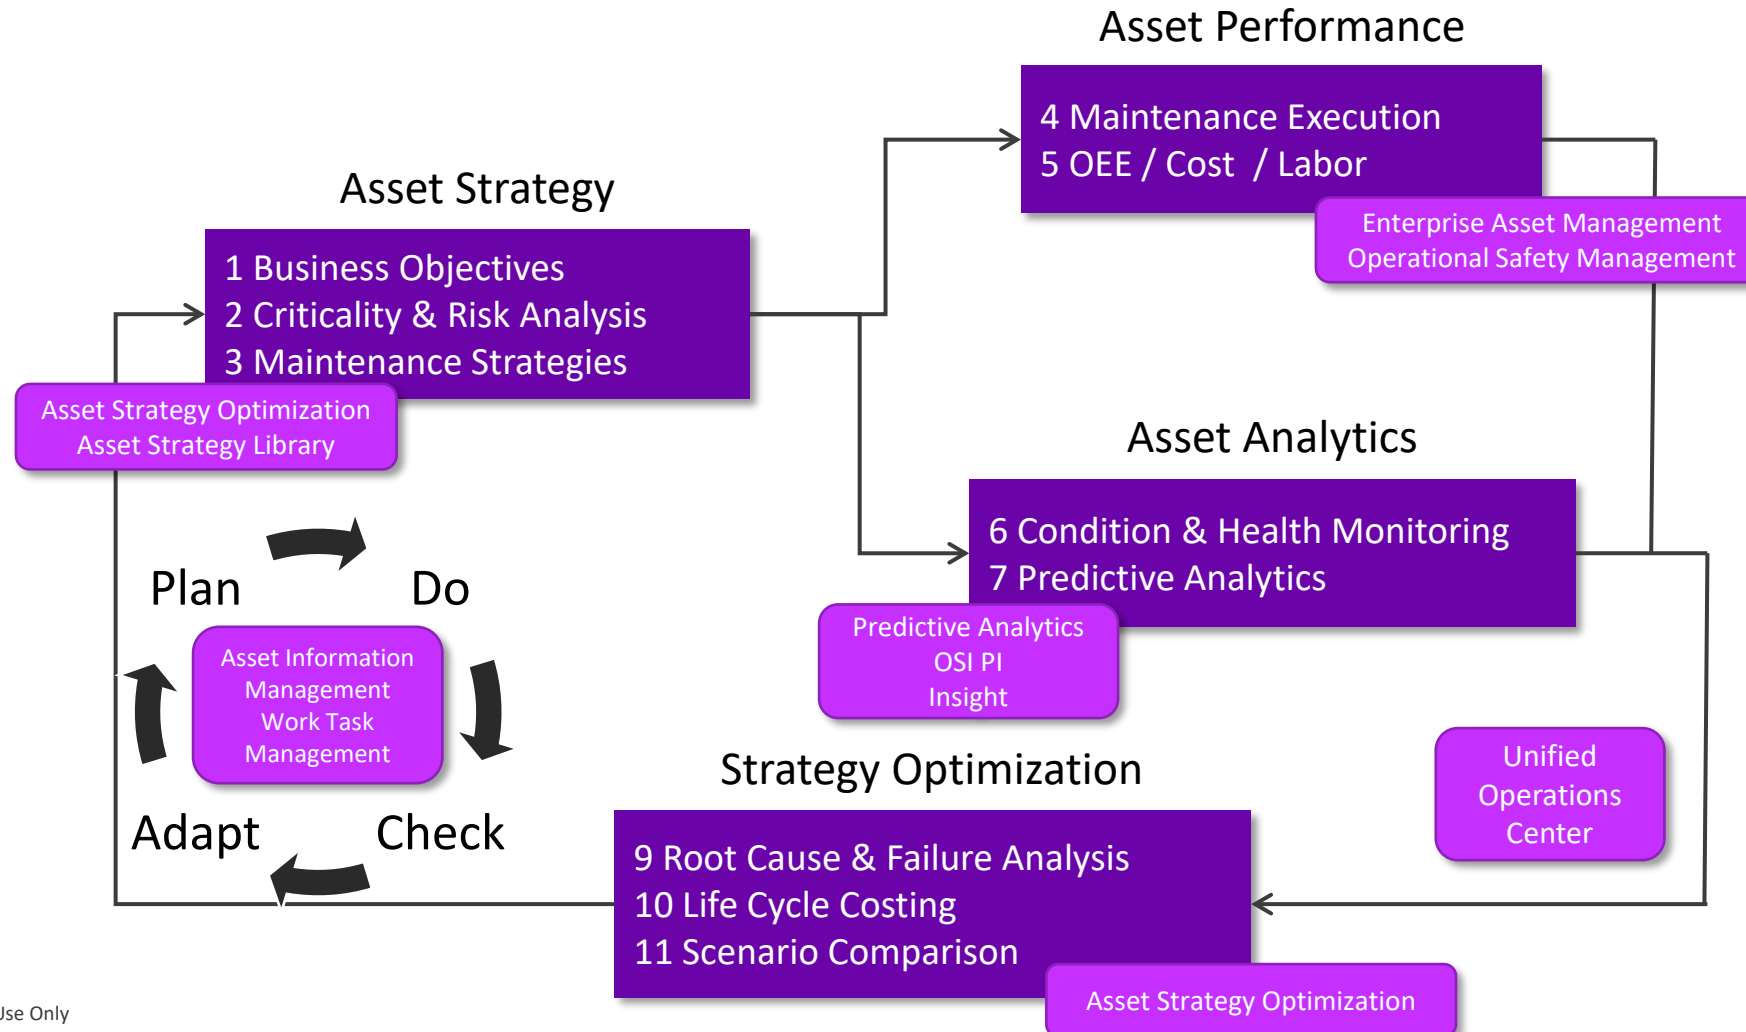 Asset Performance
4 Maintenance Execution
5 OEE / Cost / Labor
Enterprise Asset Management
Operational Safety Management
Asset Strategy
1 Business Objectives
2 Criticality & Risk Analysis
3 Maintenance Strategies
Asset Strategy Optimization
Asset Strategy Library
Asset Analytics
6 Condition & Health Monitoring
7 Predictive Analytics
Predictive Analytics
OSI PI
Insight
Plan
Do
Asset Information
Management
Work Task
Management
Adapt
Check
Unified
Operations
Center
Strategy Optimization
9 Root Cause & Failure Analysis
10 Life Cycle Costing
11 Scenario Comparison
Asset Strategy Optimization
Use Only